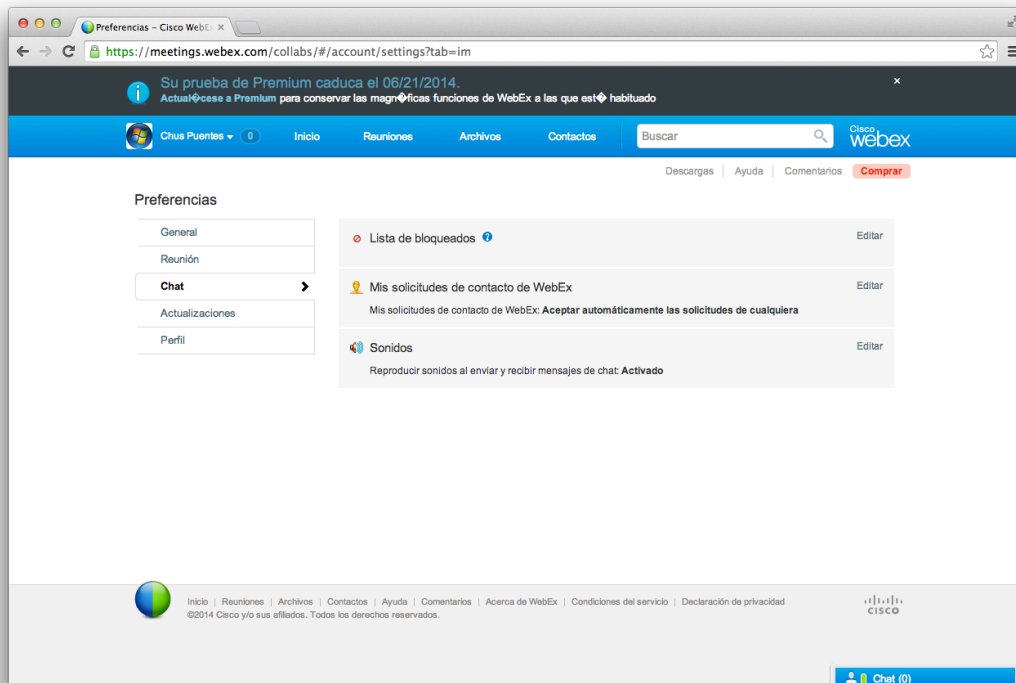 Preferencias – Cisco WebE
https://meetings.webex.com/collabs/#/account/settings?tab=im
Su prueba de Premium caduca el 06/21/2014.
Actual�cese a Premium para conservar las magn�ficas funciones de WebEx a las que est� habituado
Chus Puentes 0 Inicio Reuniones Archivos Contactos Buscar Cisco webex
Descargas | Ayuda | Comentarios Comprar
Preferencias
General
Reunión
Chat
Actualizaciones
Perfil
Lista de bloqueados ? Editar
Mis solicitudes de contacto de WebEx Editar
Mis solicitudes de contacto de WebEx: Aceptar automáticamente las solicitudes de cualquiera
Sonidos Editar
Reproducir sonidos al enviar y recibir mensajes de chat: Activado
Inicio | Reuniones | Archivos | Contactos | Ayuda | Comentarios | Acerca de WebEx | Condiciones del servicio | Declaración de privacidad
©2014 Cisco y/o sus afiliados. Todos los derechos reservados.
CISCO
Chat (0)